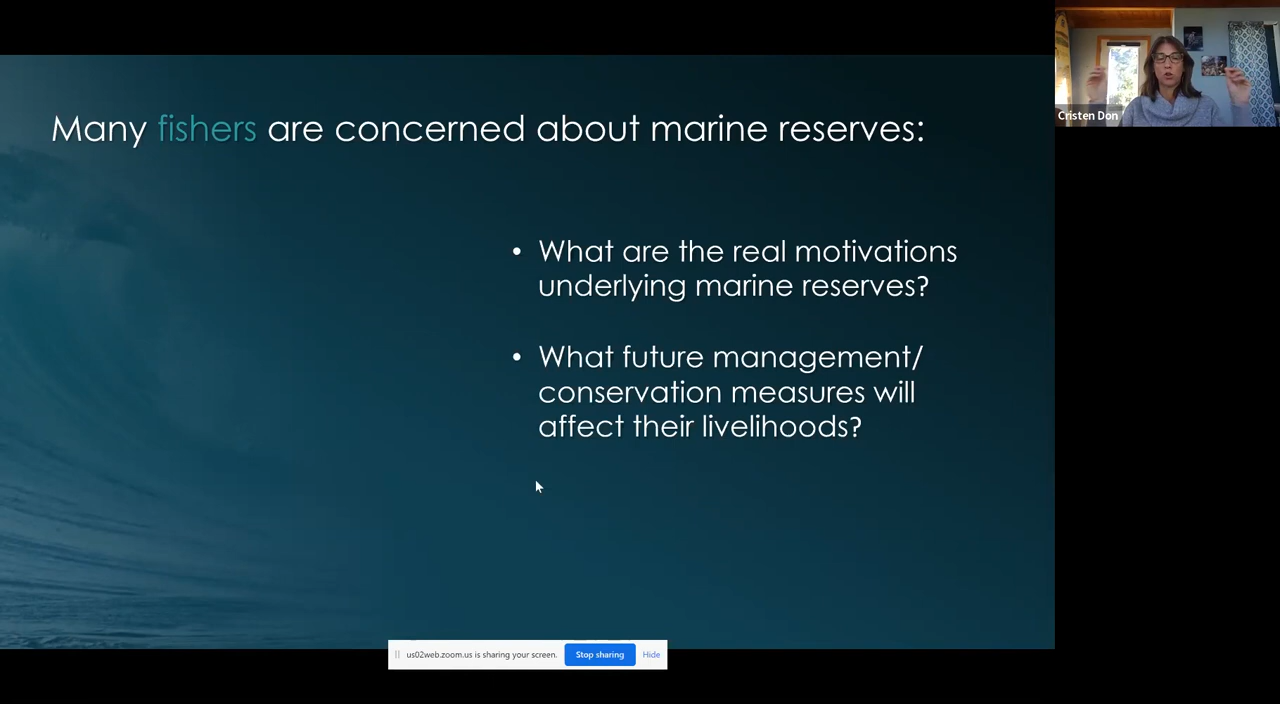 Many fishers are concerned about marine reserves:
Cristen Don
• What are the real motivations
underlying marine reserves?
• What future management/
conservation measures will
affect their livelihoods?
us02web.zoom.us is sharing your screen. Stop sharing Hide